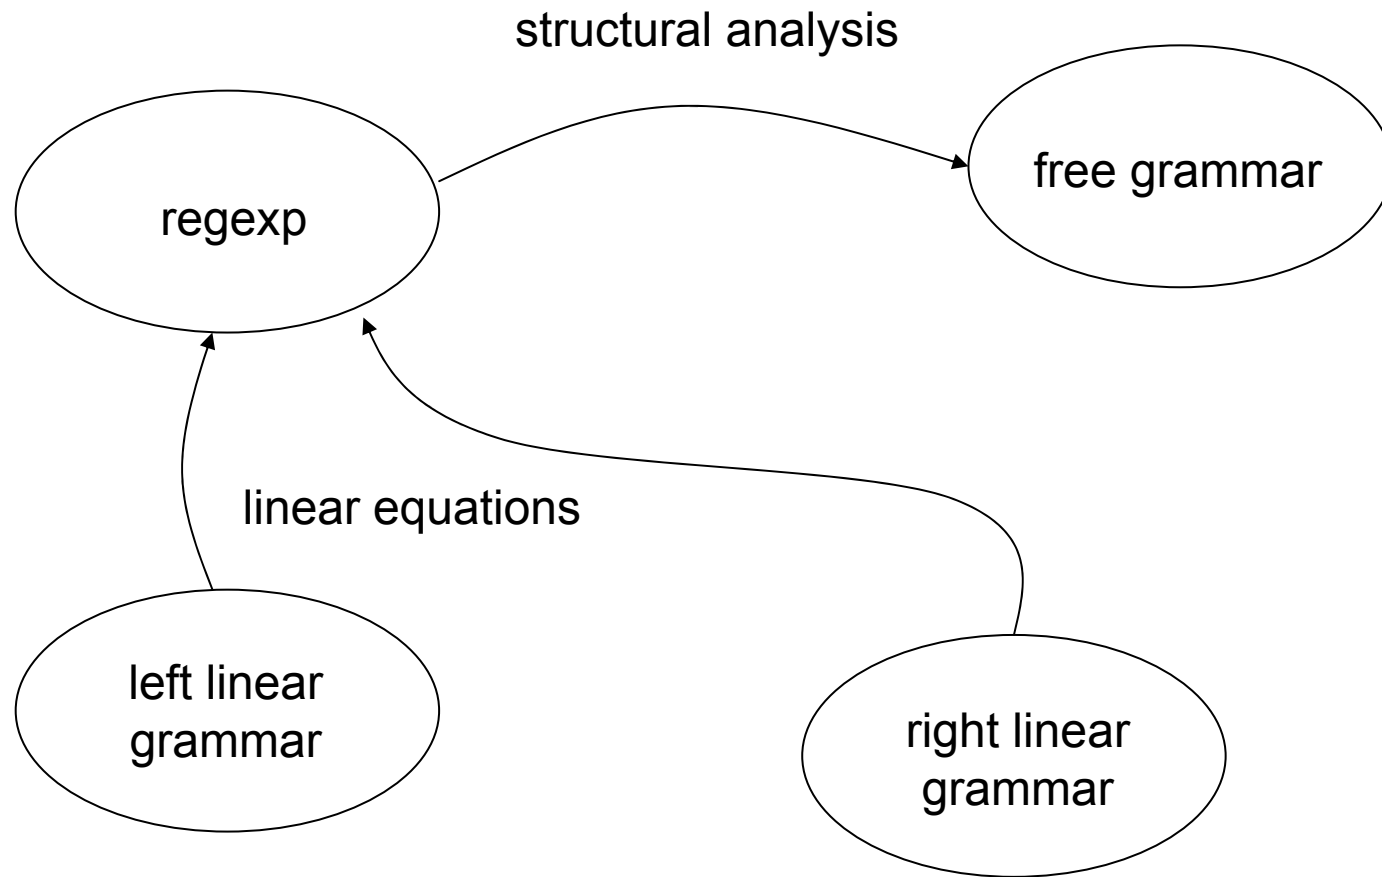 structural analysis
free grammar
regexp
linear equations
left linear
grammar
right linear
grammar